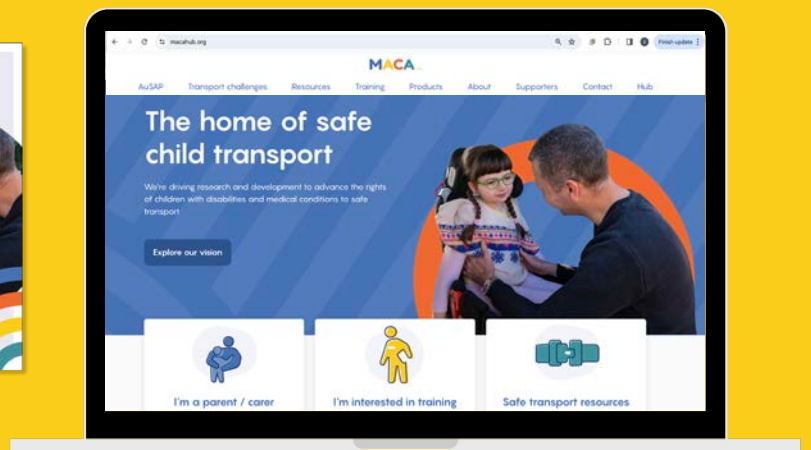 macahub.org
Finish update
MACA
AuSAP Transport challenges Resources Training Products About Supporters Contact Hub
The home of safe
child transport
We're driving research and development to advance the rights
of children with disabilities and medical conditions to safe
transport
Explore our vision
I'm a parent / carer
I'm interested in training
Safe transport resources